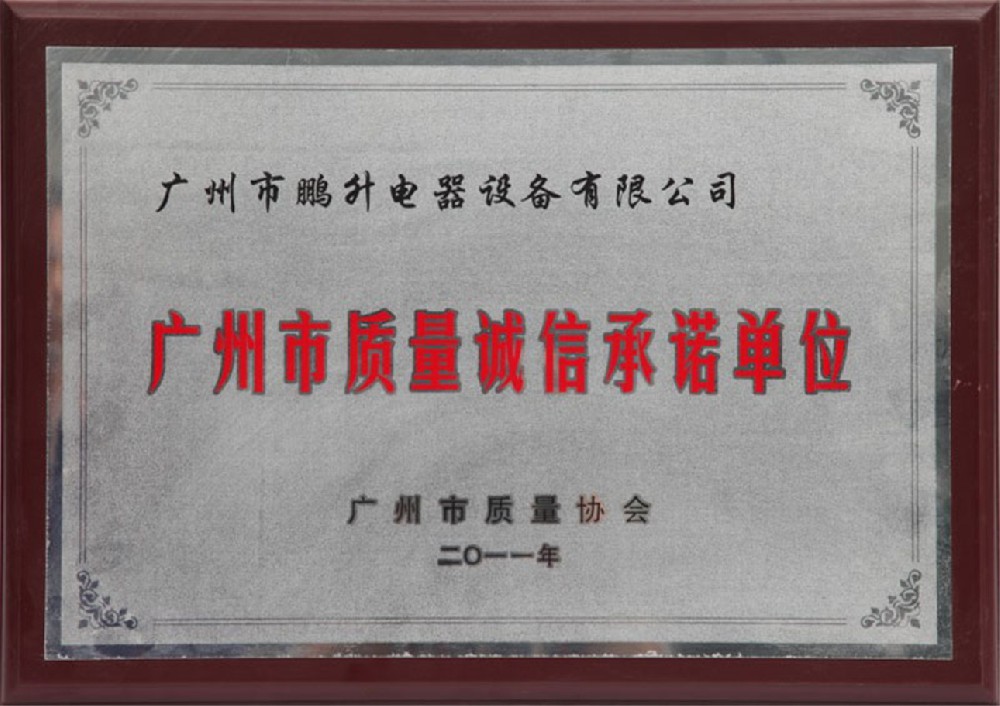 广州市鹏升电器设备有限公司
广州市质量诚信承诺单位
广州市质量协会
二〇一一年